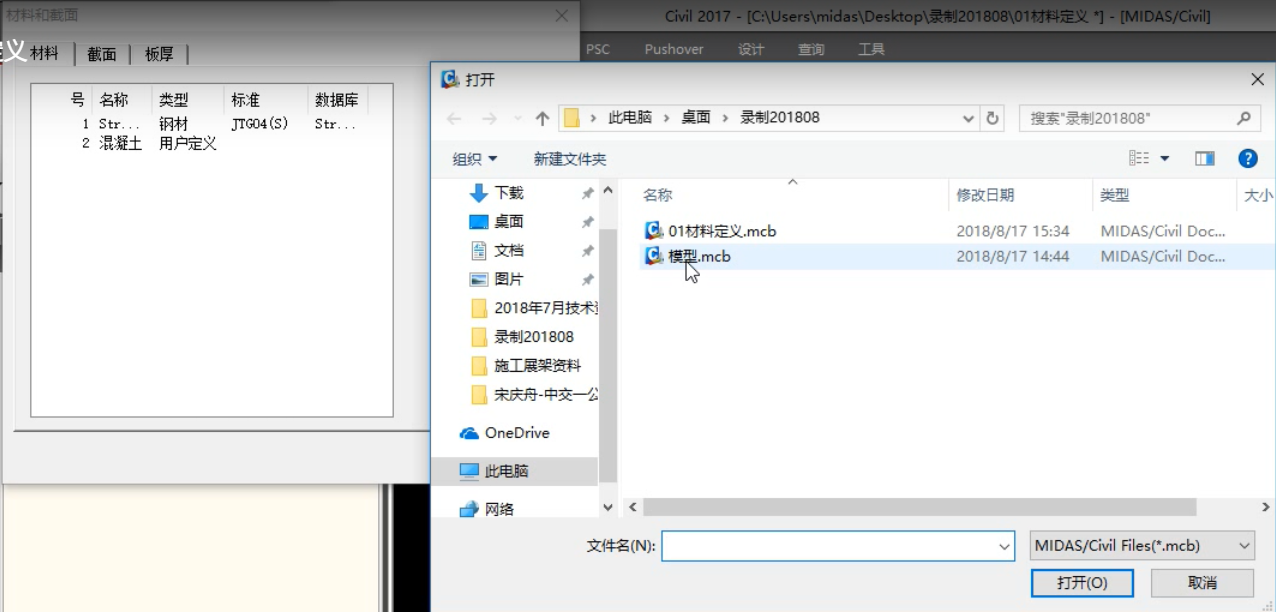 材料和截面
Civil 2017 - [C:\Users\midas\Desktop\录制201808\01材料定义 *] - [MIDAS/Civil]
义
材料 截面 板厚
PSC Pushover 设计 查询 工具
号 名称 类型 标准 数据库
1 Str... 钢材 JTG04(S) Str...
2 混凝土 用户定义
打开
此电脑 > 桌面 > 录制201808
搜索"录制201808"
组织 新建文件夹
名称 修改日期 类型 大小
下载
桌面
文档
图片
2018年7月技术
录制201808
施工展架资料
宋庆舟-中交一公
OneDrive
此电脑
网络
01材料定义.mcb 2018/8/17 15:34 MIDAS/Civil Doc...
模型.mcb 2018/8/17 14:44 MIDAS/Civil Doc...
文件名(N):
MIDAS/Civil Files(*.mcb)
打开(O) 取消